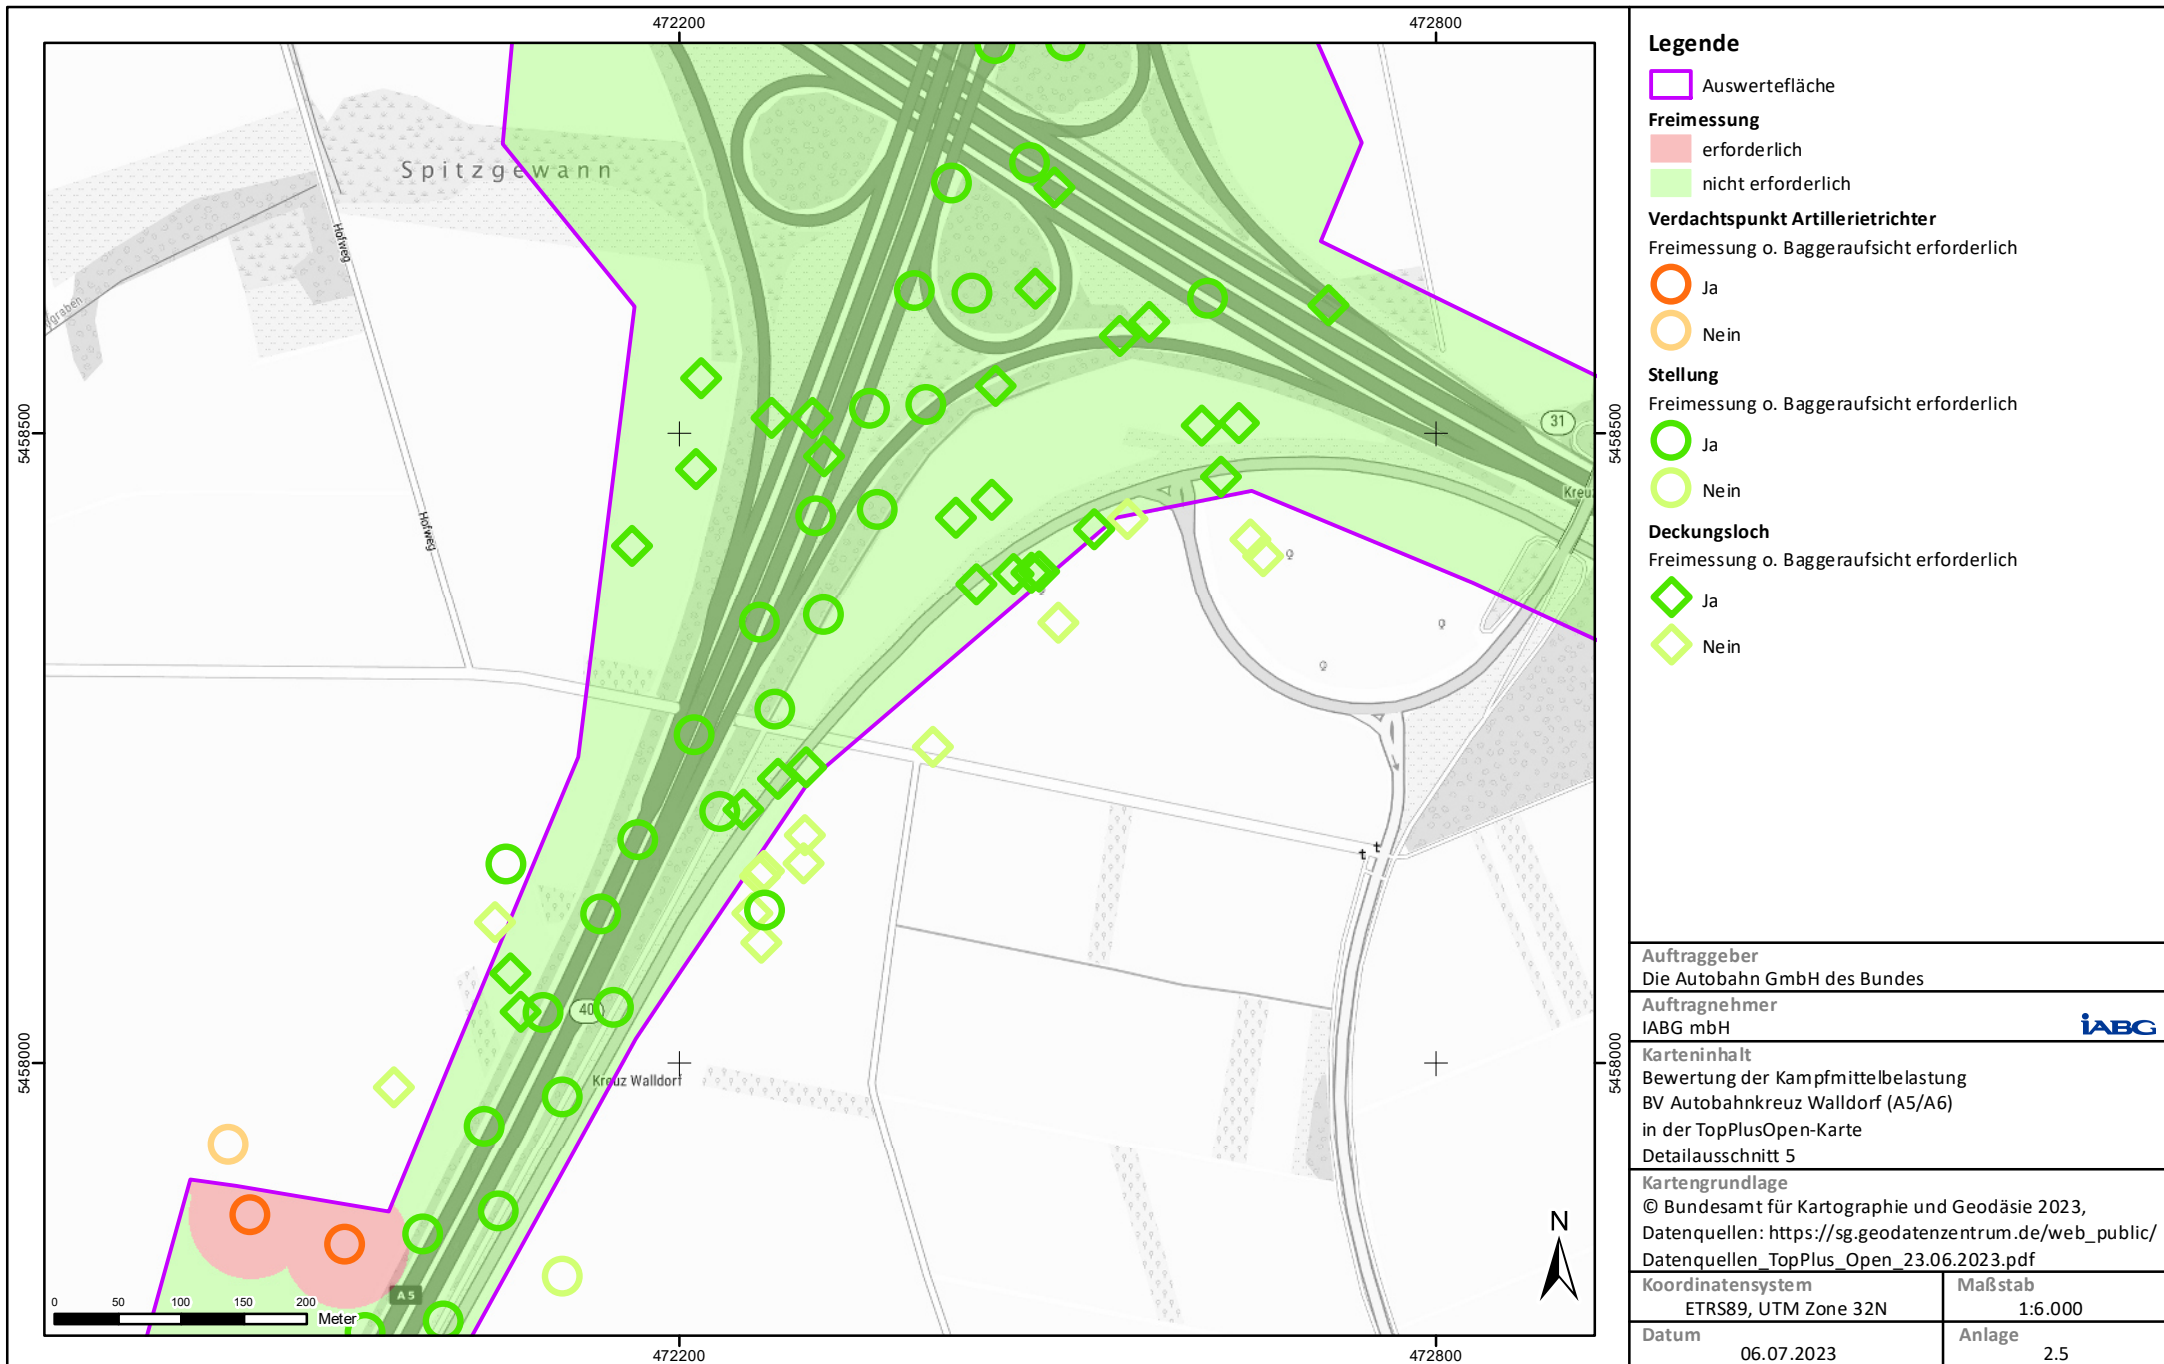 472200
472800
Spitzgewann
Hofweg
Hofweg
5458500
5458500
31
40
5458000
5458000
Kreuz Walldorf
A 5
0 50 100 150 200
Meter
N
472200
472800
Legende
Auswertefläche
Freimessung
erforderlich
nicht erforderlich
Verdachtspunkt Artillerietrichter
Freimessung o. Baggeraufsicht erforderlich
Ja
Nein
Stellung
Freimessung o. Baggeraufsicht erforderlich
Ja
Nein
Deckungsloch
Freimessung o. Baggeraufsicht erforderlich
Ja
Nein
Auftraggeber
Die Autobahn GmbH des Bundes
Auftragnehmer
IABG mbH
iABG
Karteninhalt
Bewertung der Kampfmittelbelastung
BV Autobahnkreuz Walldorf (A5/A6)
in der TopPlusOpen-Karte
Detailausschnitt 5
Kartengrundlage
© Bundesamt für Kartographie und Geodäsie 2023,
Datenquellen: https://sg.geodatenzentrum.de/web_public/
Datenquellen_TopPlus_Open_23.06.2023.pdf
Koordinatensystem
ETRS89, UTM Zone 32N
Maßstab
1:6.000
Datum
06.07.2023
Anlage
2.5